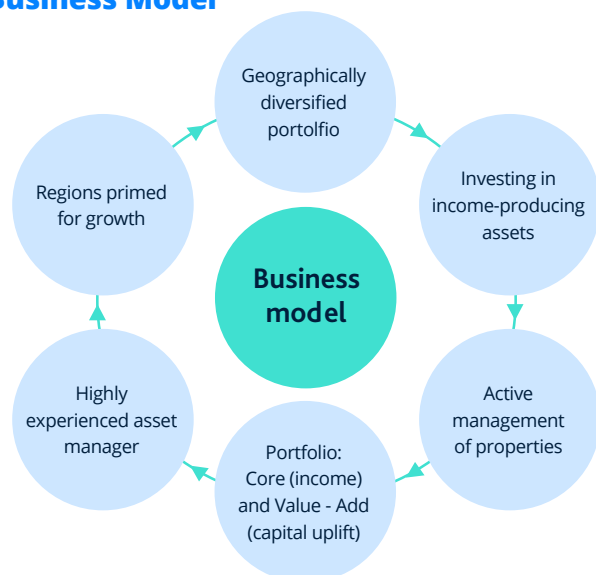 Business Model
Geographically
diversified
portolfio
Investing in
income-producing
assets
Active
management
of properties
Portfolio:
Core (income)
and Value - Add
(capital uplift)
Highly
experienced asset
manager
Regions primed
for growth
Business
model